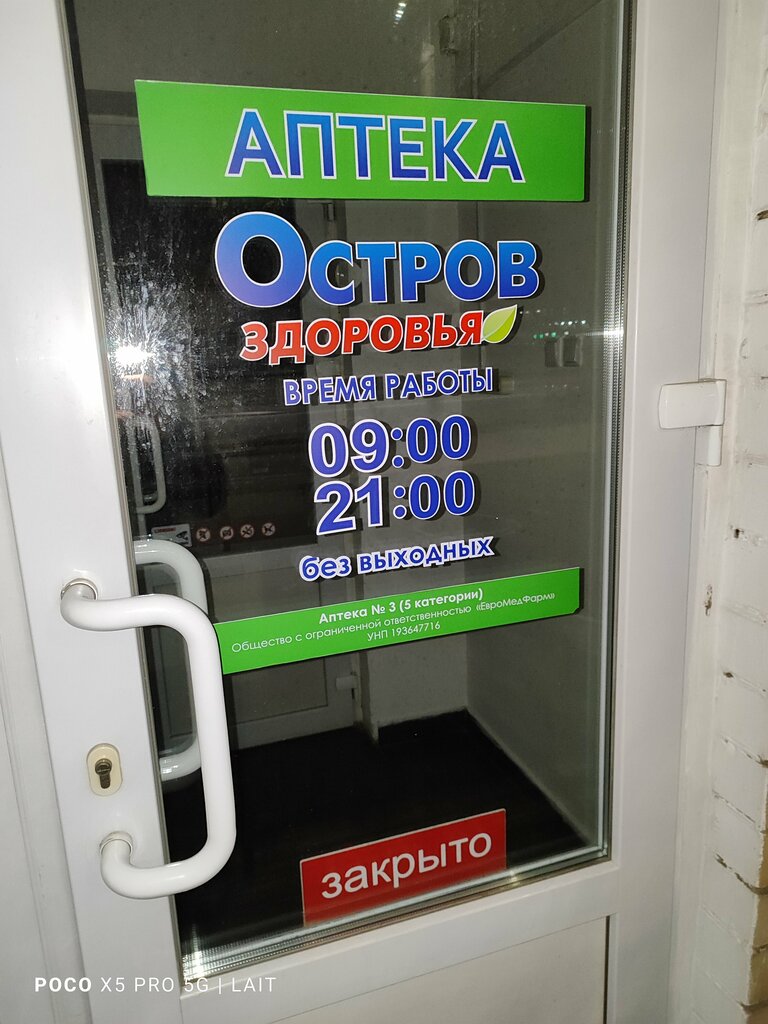 АПТЕКА
ОСТРОВ
ЗДОРОВЬЯ
ВРЕМЯ РАБОТЫ
09:00
21:00
без выходных
Аптека № 3 (5 категории)
Общество с ограниченной ответственностью «ЕвроМедФарм»
УНП 193647716
закрыто
POCO X5 PRO 5G | LAIT